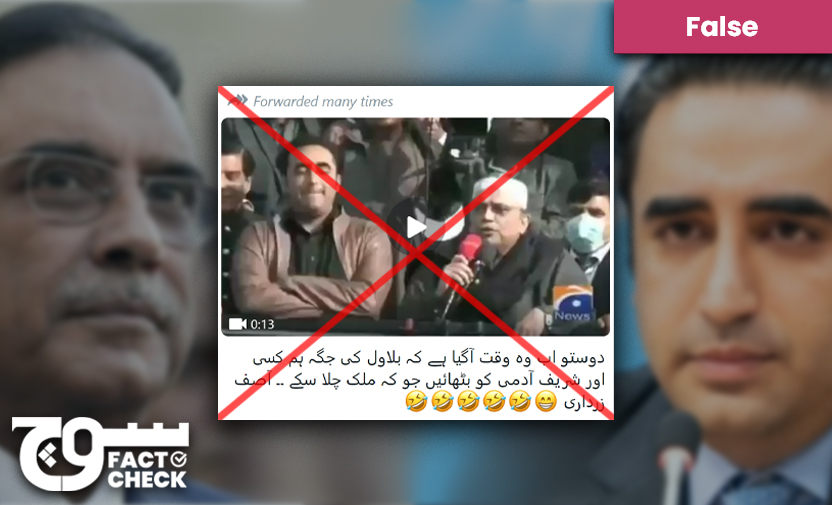 False
Forwarded many times
News
0:13
دوستو اب وہ وقت آگیا ہے کہ بلاول کی جگہ ہم کسی
اور شریف آدمی کو بٹھائیں جو کہ ملک چلا سکے .. آصف
زرداری 😁🤣🤣🤣🤣🤣
سوچ
FACT
CHECK